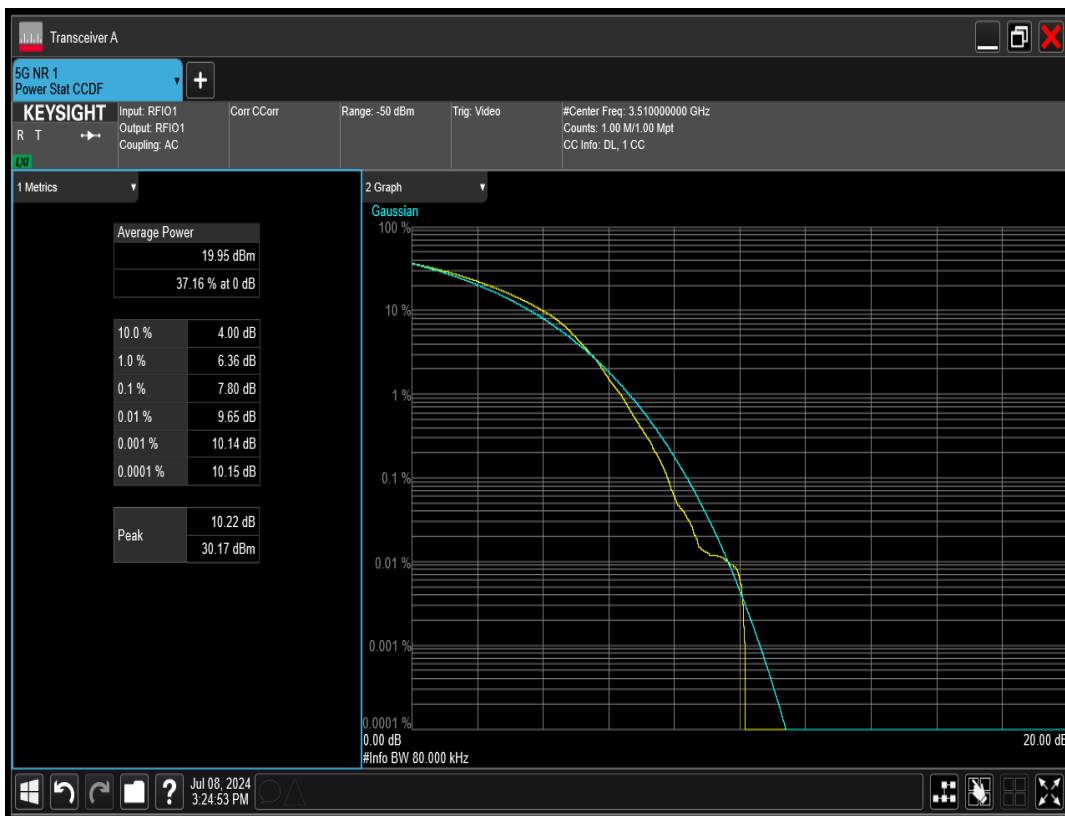 Transceiver A
5G NR 1
Power Stat CCDF
+
KEYSIGHT
R T
LXI
Input: RFIO1
Output: RFIO1
Coupling: AC
Corr CCorr
Range: -50 dBm
Trig: Video
#Center Freq: 3.510000000 GHz
Counts: 1.00 M/1.00 Mpt
CC Info: DL, 1 CC
1 Metrics
Average Power
19.95 dBm
37.16 % at 0 dB
10.0 % 4.00 dB
1.0 % 6.36 dB
0.1 % 7.80 dB
0.01 % 9.65 dB
0.001 % 10.14 dB
0.0001 % 10.15 dB
Peak
10.22 dB
30.17 dBm
2 Graph
Gaussian
100 %
10 %
1 %
0.1 %
0.01 %
0.001 %
0.0001 %
0.00 dB
20.00 dB
#Info BW 80.000 kHz
?
Jul 08, 2024
3:24:53 PM